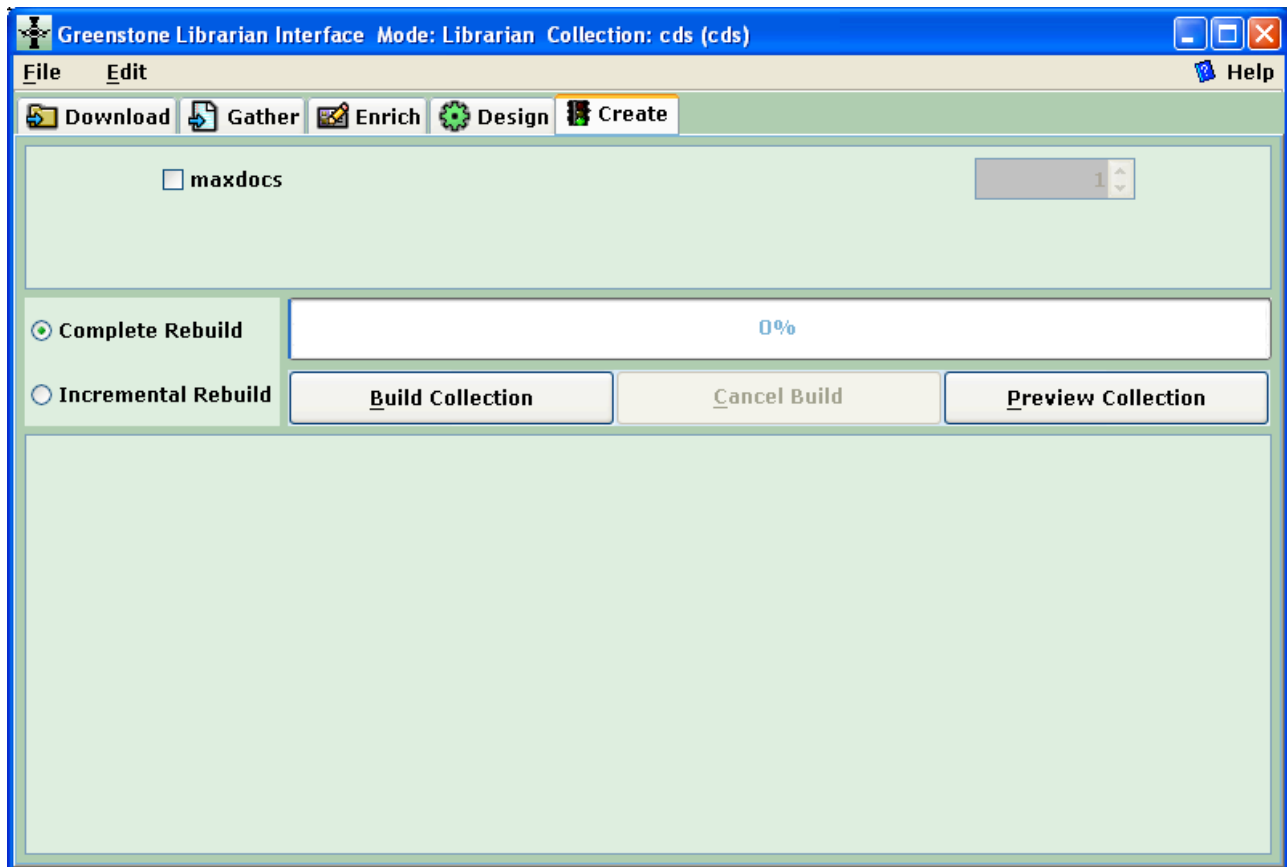 Greenstone Librarian Interface Mode: Librarian Collection: cds (cds)
File Edit Help
Download Gather Enrich Design Create
maxdocs 1
Complete Rebuild 0%
Incremental Rebuild Build Collection Cancel Build Preview Collection